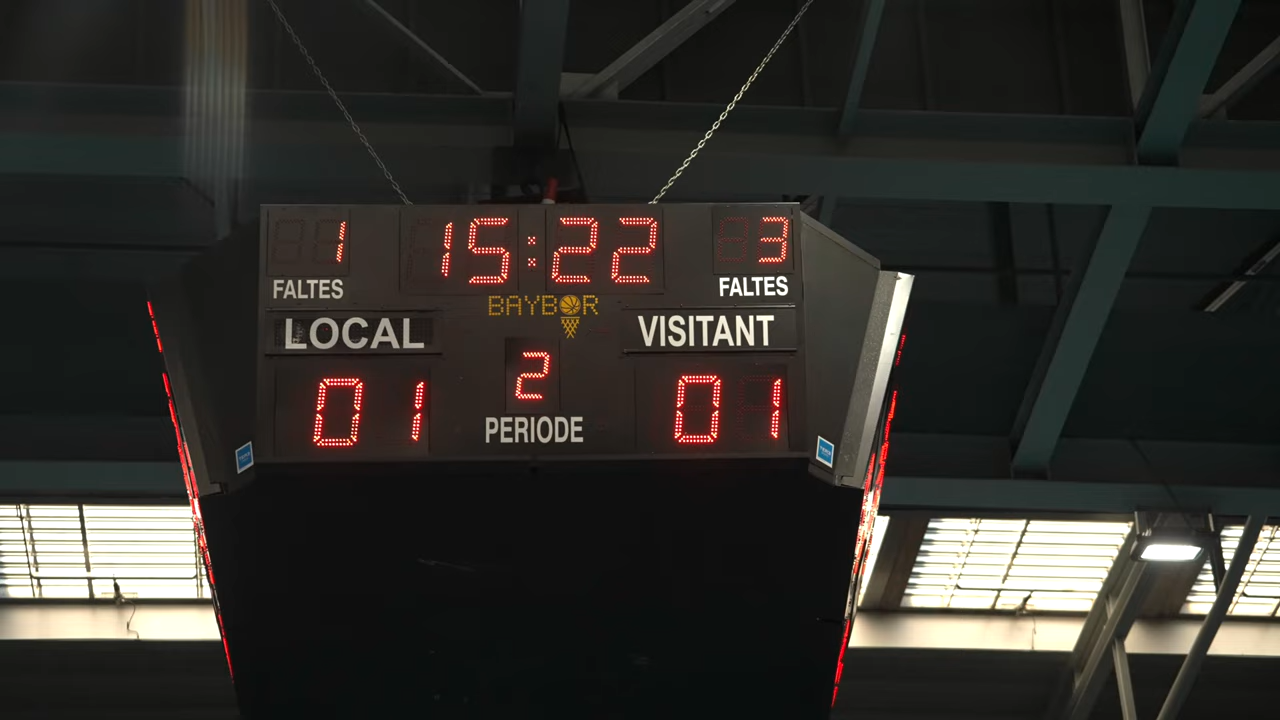 1 15:22 3
FALTES FALTES
BAYBOR
LOCAL VISITANT
2
01 01
PERIODE